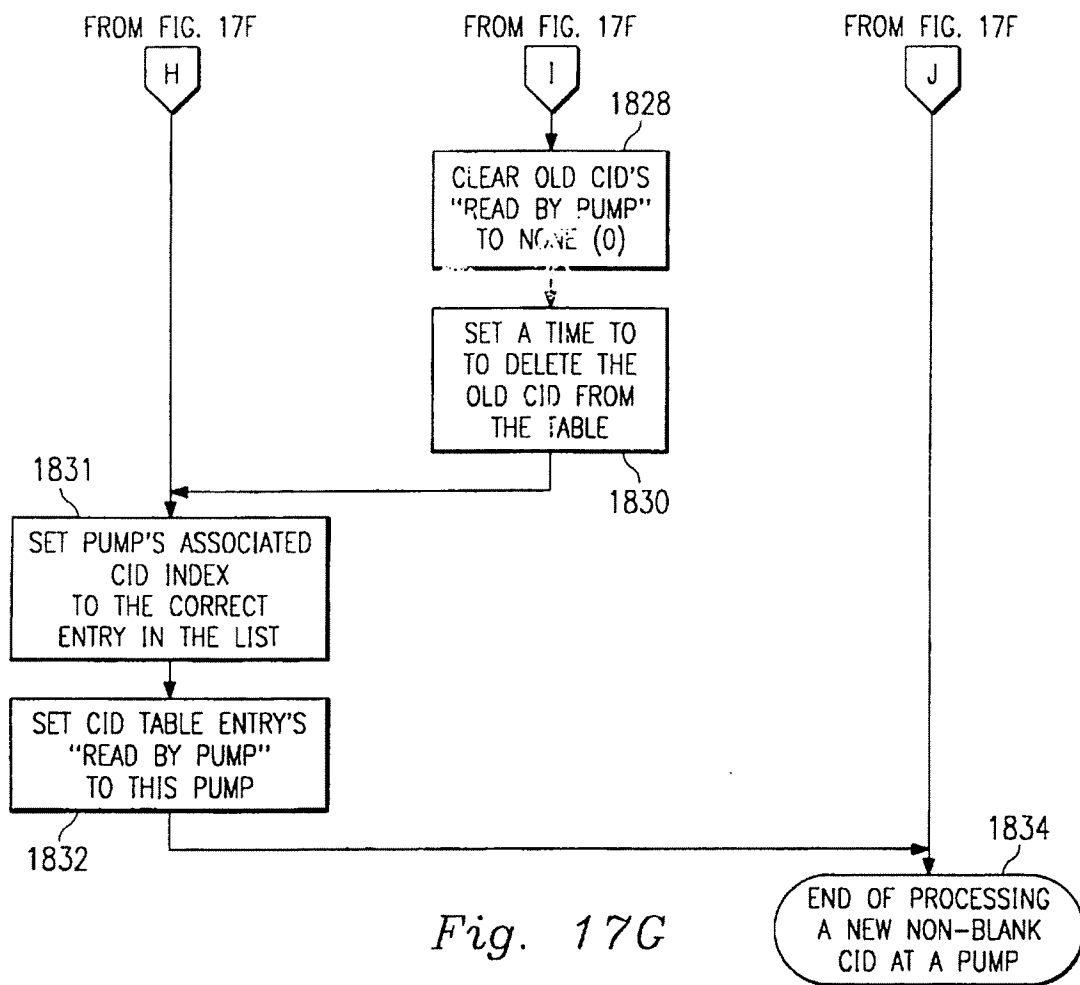 FROM FIG. 17F
FROM FIG. 17F
FROM FIG. 17F
H
I
J
1828
CLEAR OLD CID'S
"READ BY PUMP"
TO NONE (0)
SET A TIME TO
TO DELETE THE
OLD CID FROM
THE TABLE
1830
1831
SET PUMP'S ASSOCIATED
CID INDEX
TO THE CORRECT
ENTRY IN THE LIST
SET CID TABLE ENTRY'S
"READ BY PUMP"
TO THIS PUMP
1832
1834
END OF PROCESSING
A NEW NON-BLANK
CID AT A PUMP
Fig. 17G